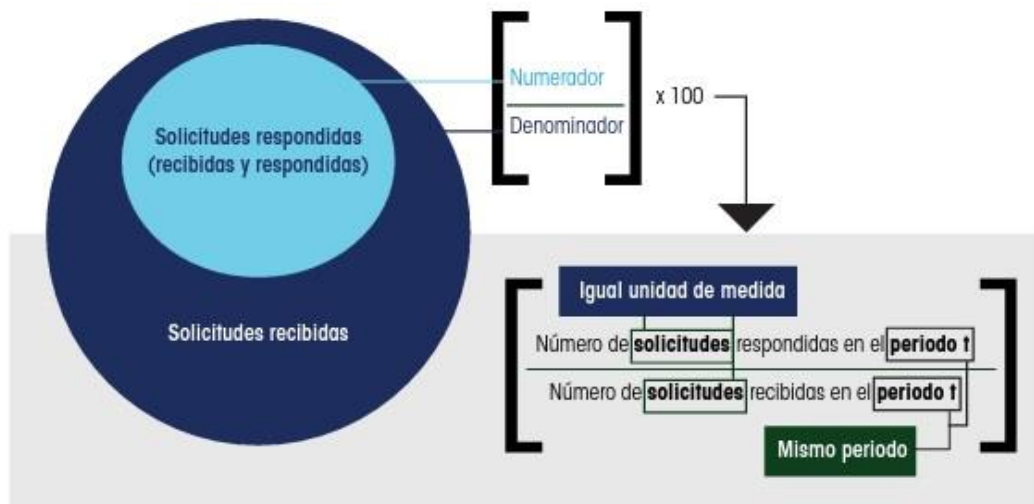 Solicitudes respondidas
(recibidas y respondidas)
Solicitudes recibidas
Numerador
Denominador
x 100
Igual unidad de medida
Número de solicitudes respondidas en el periodo t
Número de solicitudes recibidas en el periodo t
Mismo periodo